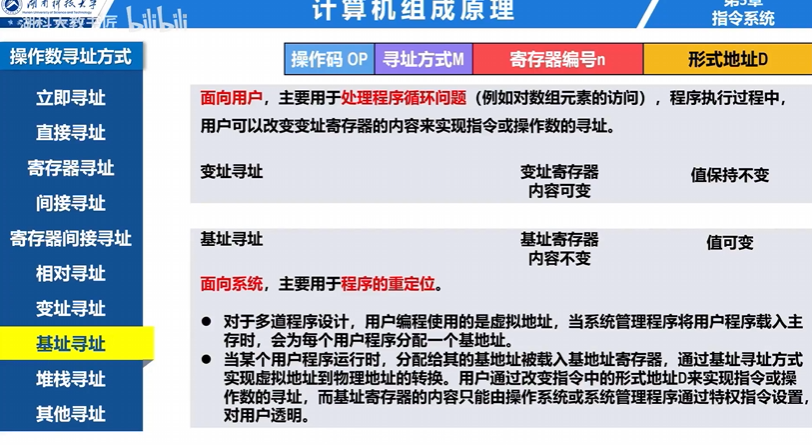 湖南科技大学
湖科大教书匠 bilibili
计算机组成原理
第5章
指令系统
操作数寻址方式
操作码 OP 寻址方式M 寄存器编号n 形式地址D
立即寻址
直接寻址
寄存器寻址
间接寻址
寄存器间接寻址
相对寻址
变址寻址
基址寻址
堆栈寻址
其他寻址
面向用户，主要用于处理程序循环问题（例如对数组元素的访问），程序执行过程中，
用户可以改变变址寄存器的内容来实现指令或操作数的寻址。
变址寻址 变址寄存器 值保持不变
内容可变
基址寻址 基址寄存器 值可变
内容不变
面向系统，主要用于程序的重定位。
● 对于多道程序设计，用户编程使用的是虚拟地址，当系统管理程序将用户程序载入主
存时，会为每个用户程序分配一个基地址。
● 当某个用户程序运行时，分配给其的基地址被载入基地址寄存器，通过基址寻址方式
实现虚拟地址到物理地址的转换。用户通过改变指令中的形式地址D来实现指令或操
作数的寻址，而基址寄存器的内容只能由操作系统或系统管理程序通过特权指令设置，
对用户透明。